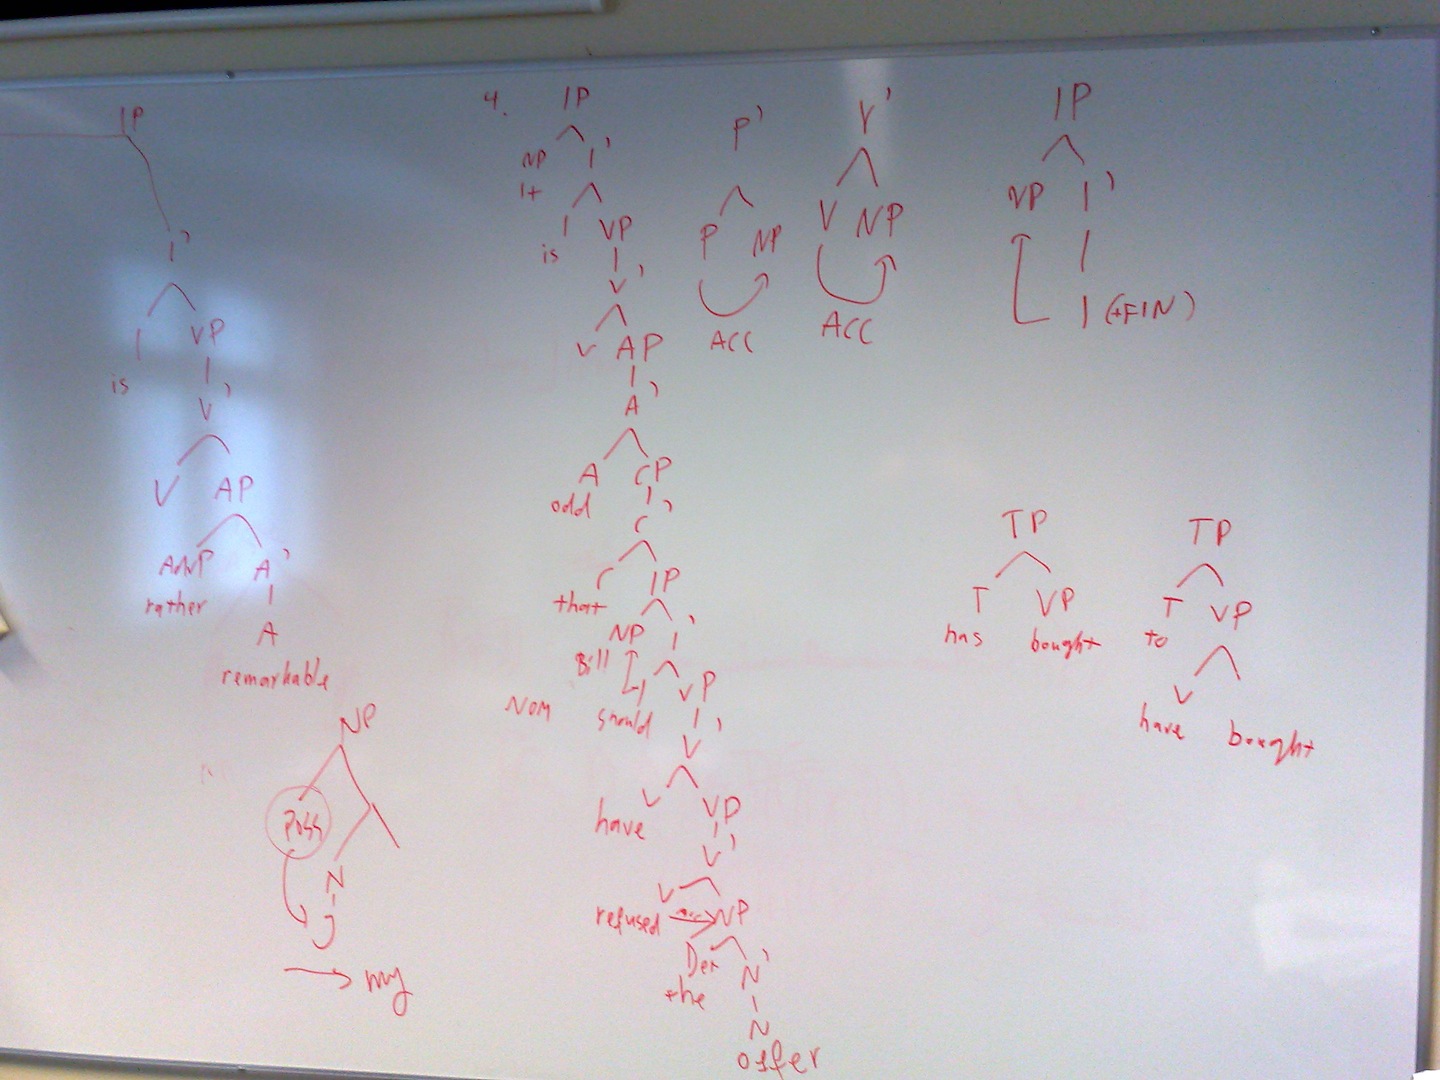 IP
I'
I VP
is
V'
V AP
AdvP A'
rather
A
remarkable
NP
Poss
N
→ my
4. IP
NP I'
It
I VP
is
V'
V AP
A'
A CP
odd
C'
C IP
that
NP I'
Bill
I VP
NOM should
V'
V VP
have
V'
V NP
refused acc
Det N'
the
N
offer
P'
P NP
ACC
V'
V NP
ACC
IP
NP I'
I (+FIN)
TP
T VP
has bought
TP
T VP
to
V
have bought